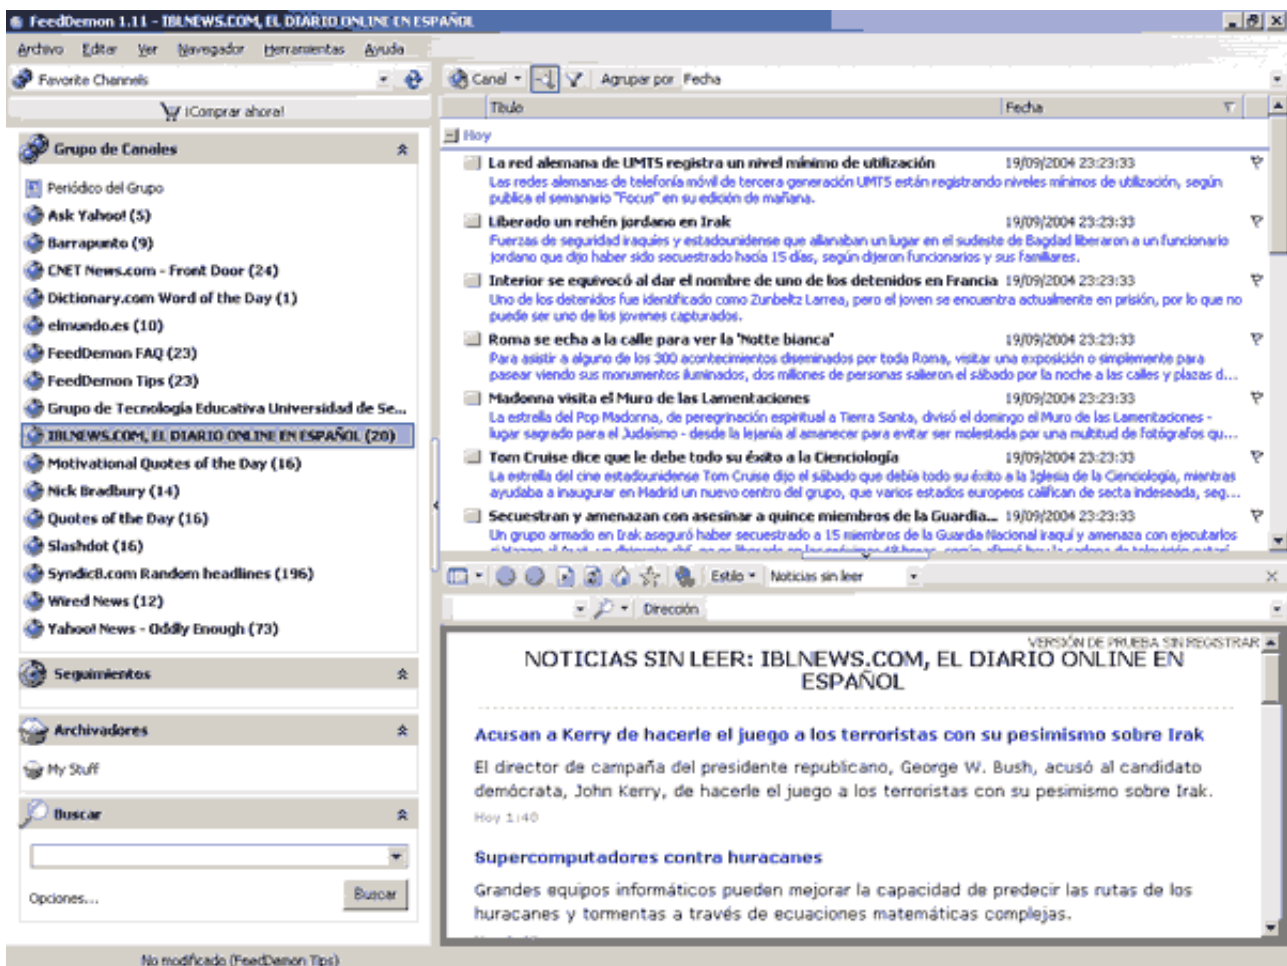 FeedDemon 1.11 - IBLNEWS.COM, EL DIARIO ONLINE EN ESPAÑOL
Archivo Editar Ver Navegador Herramientas Ayuda
Favorite Channels
¡Comprar ahora!
Grupo de Canales
Periódico del Grupo
Ask Yahoo! (5)
Barrapunto (9)
CNET News.com - Front Door (24)
Dictionary.com Word of the Day (1)
elmundo.es (10)
FeedDemon FAQ (23)
FeedDemon Tips (23)
Grupo de Tecnología Educativa Universidad de Se...
IBLNEWS.COM, EL DIARIO ONLINE EN ESPAÑOL (20)
Motivational Quotes of the Day (16)
Nick Bradbury (14)
Quotes of the Day (16)
Slashdot (16)
Syndic8.com Random headlines (196)
Wired News (12)
Yahoo! News - Oddly Enough (73)
Seguimientos
Archivadores
My Stuff
Buscar
Opciones... Buscar
No modificado (FeedDemon Tips)
Canal Agrupar por Fecha
Título Fecha
Hoy
La red alemana de UMTS registra un nivel mínimo de utilización 19/09/2004 23:23:33
Las redes alemanas de telefonía móvil de tercera generación UMTS están registrando niveles mínimos de utilización, según
publica el semanario "Focus" en su edición de mañana.
Liberado un rehén jordano en Irak 19/09/2004 23:23:33
Fuerzas de seguridad iraquíes y estadounidense que allanaban un lugar en el sudeste de Bagdad liberaron a un funcionario
jordano que dijo haber sido secuestrado hacía 15 días, según dijeron funcionarios y sus familiares.
Interior se equivocó al dar el nombre de uno de los detenidos en Francia 19/09/2004 23:23:33
Uno de los detenidos fue identificado como Zunbeltz Larrea, pero el joven se encuentra actualmente en prisión, por lo que no
puede ser uno de los jovenes capturados.
Roma se echa a la calle para ver la 'Notte bianca' 19/09/2004 23:23:33
Para asistir a alguno de los 300 acontecimientos diseminados por toda Roma, visitar una exposición o simplemente para
pasear viendo sus monumentos iluminados, dos millones de personas salieron el sábado por la noche a las calles y plazas d...
Madonna visita el Muro de las Lamentaciones 19/09/2004 23:23:33
La estrella del Pop Madonna, de peregrinación espiritual a Tierra Santa, divisó el domingo el Muro de las Lamentaciones -
lugar sagrado para el Judaísmo - desde la lejanía al amanecer para evitar ser molestada por una multitud de fotógrafos qu...
Tom Cruise dice que le debe todo su éxito a la Cienciología 19/09/2004 23:23:33
La estrella del cine estadounidense Tom Cruise dijo el sábado que debía todo su éxito a la Iglesia de la Cienciología, mientras
ayudaba a inaugurar en Madrid un nuevo centro del grupo, que varios estados europeos califican de secta indeseada, seg...
Secuestran y amenazan con asesinar a quince miembros de la Guardia... 19/09/2004 23:23:33
Un grupo armado en Irak aseguró haber secuestrado a 15 miembros de la Guardia Nacional iraquí y amenaza con ejecutarlos
Estilo Noticias sin leer
Dirección
VERSIÓN DE PRUEBA SIN REGISTRAR
NOTICIAS SIN LEER: IBLNEWS.COM, EL DIARIO ONLINE EN
ESPAÑOL
Acusan a Kerry de hacerle el juego a los terroristas con su pesimismo sobre Irak
El director de campaña del presidente republicano, George W. Bush, acusó al candidato
demócrata, John Kerry, de hacerle el juego a los terroristas con su pesimismo sobre Irak.
Hoy 1:40
Supercomputadores contra huracanes
Grandes equipos informáticos pueden mejorar la capacidad de predecir las rutas de los
huracanes y tormentas a través de ecuaciones matemáticas complejas.